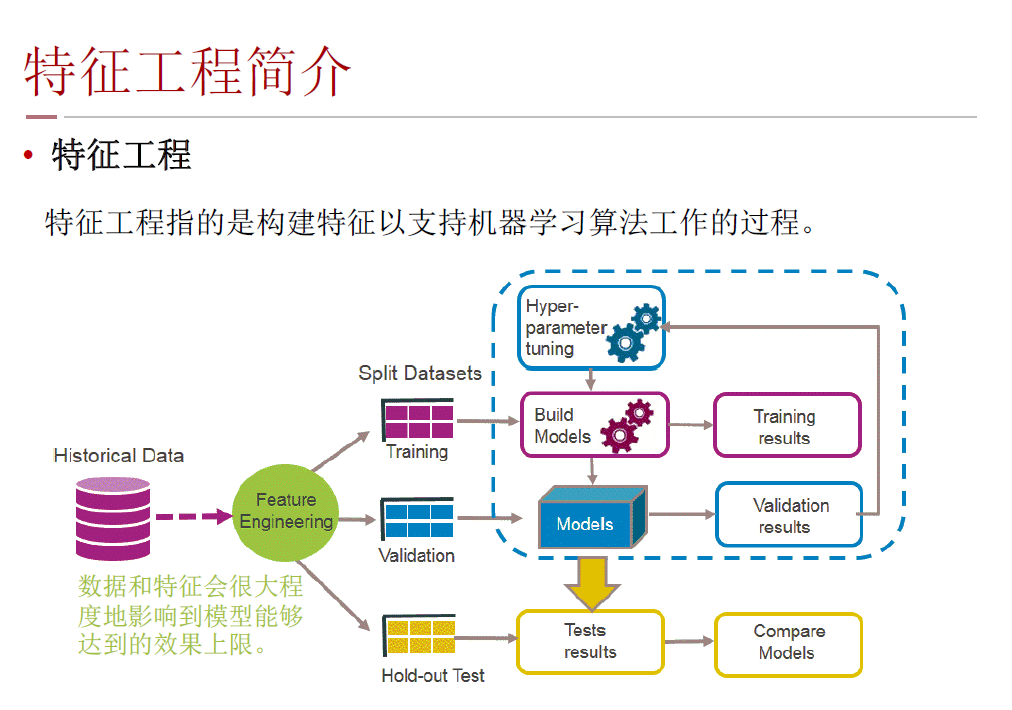 特征工程简介
• 特征工程
特征工程指的是构建特征以支持机器学习算法工作的过程。
Hyper-
parameter
tuning
Split Datasets
Build
Models
Training
results
Training
Historical Data
Feature
Engineering
Models
Validation
results
Validation
数据和特征会很大程
度地影响到模型能够
达到的效果上限。
Tests
results
Compare
Models
Hold-out Test